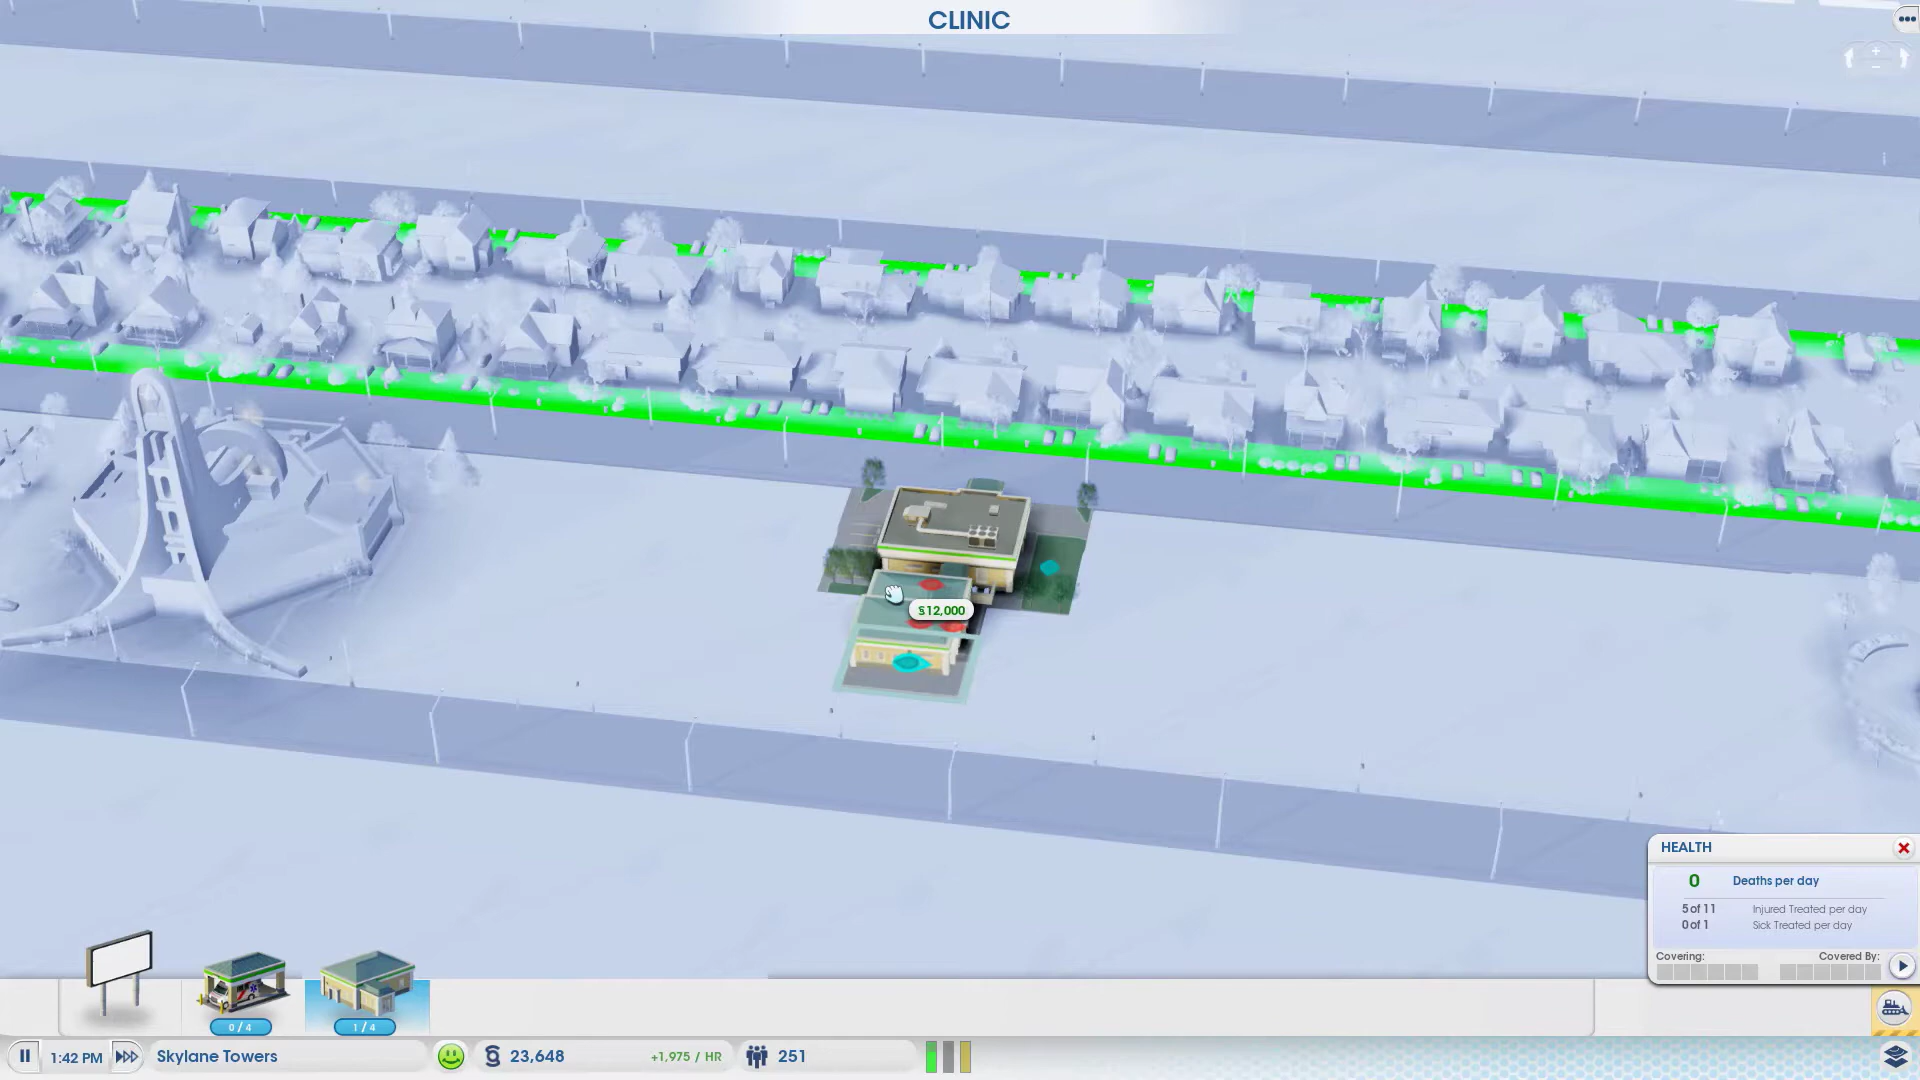 CLINIC
§12,000
HEALTH
0 Deaths per day
5 of 11 Injured Treated per day
0 of 1 Sick Treated per day
Covering: Covered By:
0 / 4
1 / 4
1:42 PM
Skylane Towers
23,648
+1,975 / HR
251